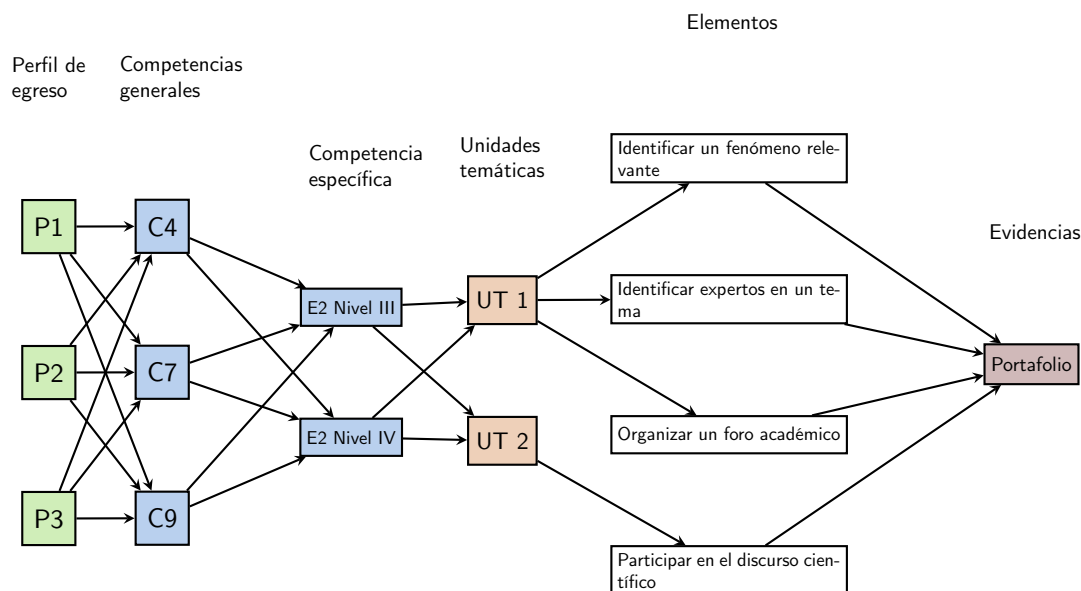 Elementos
Perfil de
egreso
Competencias
generales
Competencia
específica
Unidades
temáticas
Identificar un fenómeno rele-
vante
P1
C4
Evidencias
E2 Nivel III
UT 1
Identificar expertos en un te-
ma
P2
C7
Portafolio
E2 Nivel IV
UT 2
Organizar un foro académico
P3
C9
Participar en el discurso cien-
tífico